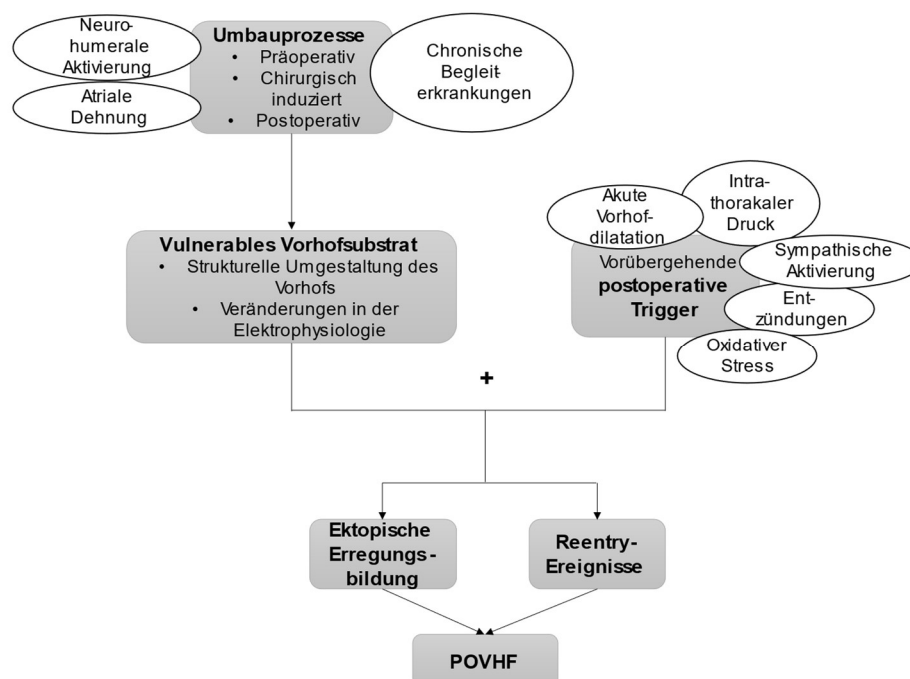 Neuro-
humerale
Aktivierung
Atriale
Dehnung
Umbauprozesse
• Präoperativ
• Chirurgisch
induziert
• Postoperativ
Chronische
Begleit
erkrankungen
Vulnerables Vorhofsubstrat
• Strukturelle Umgestaltung des
Vorhofs
• Veränderungen in der
Elektrophysiologie
Akute
Vorhof-
dilatation
Intra-
thorakaler
Druck
Sympathische
Aktivierung
Vorübergehende
postoperative
Trigger
Ent-
zündungen
Oxidativer
Stress
+
Ektopische
Erregungs-
bildung
Reentry-
Ereignisse
POVHF